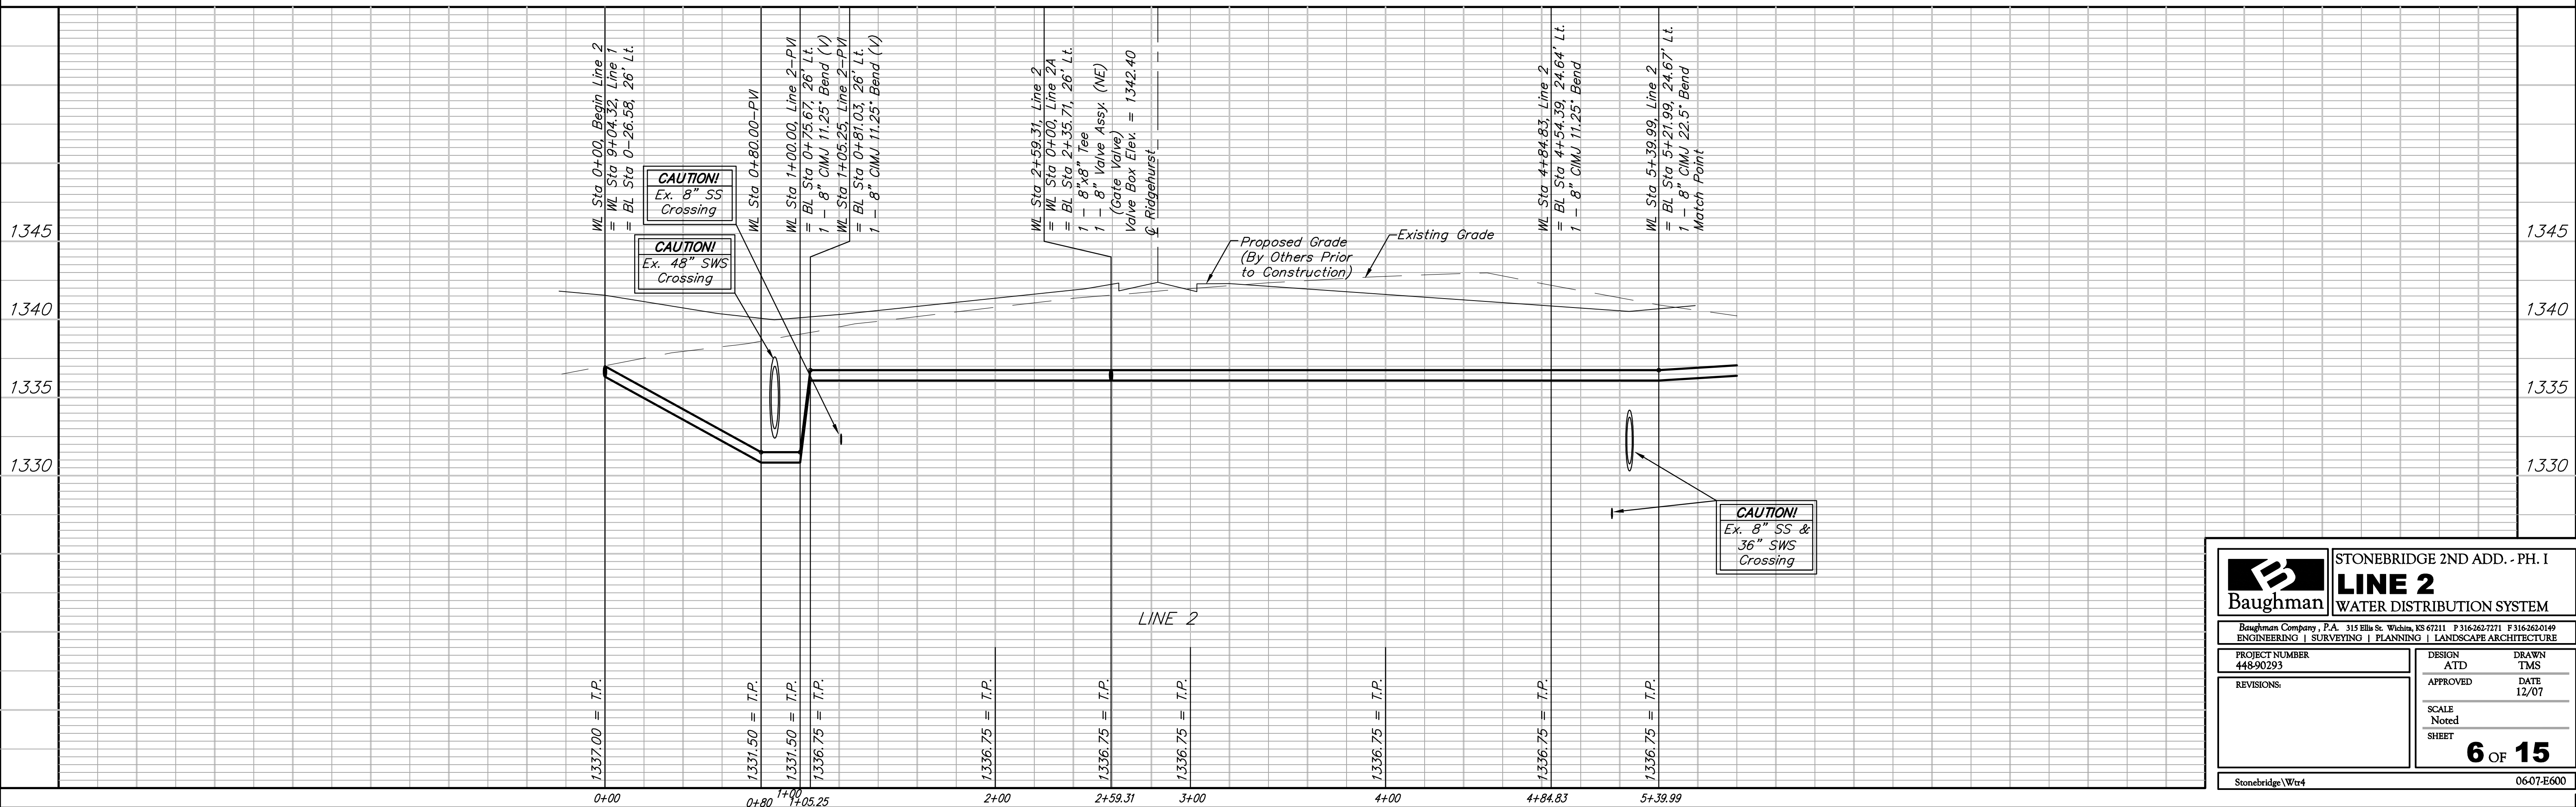 WL Sta 0+00, Begin Line 2
= WL Sta 9+04.32, Line 1
= BL Sta 0-26.58, 26' Lt.
WL Sta 0+80.00-PVI
WL Sta 1+00.00, Line 2-PVI
= BL Sta 0+75.67, 26' Lt.
1 - 8" CIMJ 11.25° Bend (V)
WL Sta 1+05.25, Line 2-PVI
= BL Sta 0+81.03, 26' Lt.
1 - 8" CIMJ 11.25° Bend (V)
WL Sta 2+59.31, Line 2
= WL Sta 0+00, Line 2A
= BL Sta 2+35.71, 26' Lt.
1 - 8"x8" Tee
1 - 8" Valve Assy. (NE)
(Gate Valve)
Valve Box Elev. = 1342.40
℄ Ridgehurst
WL Sta 4+84.83, Line 2
= BL Sta 4+54.39, 24.64' Lt.
1 - 8" CIMJ 11.25° Bend
WL Sta 5+39.99, Line 2
= BL Sta 5+21.99, 24.67' Lt.
1 - 8" CIMJ 22.5° Bend
Match Point
CAUTION!
Ex. 8" SS
Crossing
CAUTION!
Ex. 48" SWS
Crossing
Proposed Grade
(By Others Prior
to Construction)
Existing Grade
1345
1340
1335
1330
1345
1340
1335
1330
CAUTION!
Ex. 8" SS &
36" SWS
Crossing
LINE 2
1337.00 = T.P.
1331.50 = T.P.
1331.50 = T.P.
1336.75 = T.P.
1336.75 = T.P.
1336.75 = T.P.
1336.75 = T.P.
1336.75 = T.P.
1336.75 = T.P.
1336.75 = T.P.
0+00
0+80
1+00
1+05.25
2+00
2+59.31
3+00
4+00
4+84.83
5+39.99
B
Baughman
STONEBRIDGE 2ND ADD. - PH. I
LINE 2
WATER DISTRIBUTION SYSTEM
Baughman Company, P.A. 315 Ellis St. Wichita, KS 67211 P 316-262-7271 F 316-262-0149
ENGINEERING | SURVEYING | PLANNING | LANDSCAPE ARCHITECTURE
PROJECT NUMBER
448-90293
REVISIONS:
DESIGN DRAWN
ATD TMS
APPROVED DATE
12/07
SCALE
Noted
SHEET
6 OF 15
Stonebridge\Wtr4 06-07-E600